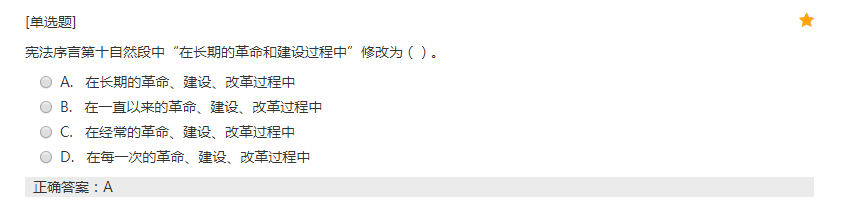 [单选题]
宪法序言第十自然段中“在长期的革命和建设过程中”修改为 ( ) 。
A. 在长期的革命、建设、改革过程中
B. 在一直以来的革命、建设、改革过程中
C. 在经常的革命、建设、改革过程中
D. 在每一次的革命、建设、改革过程中
正确答案：A